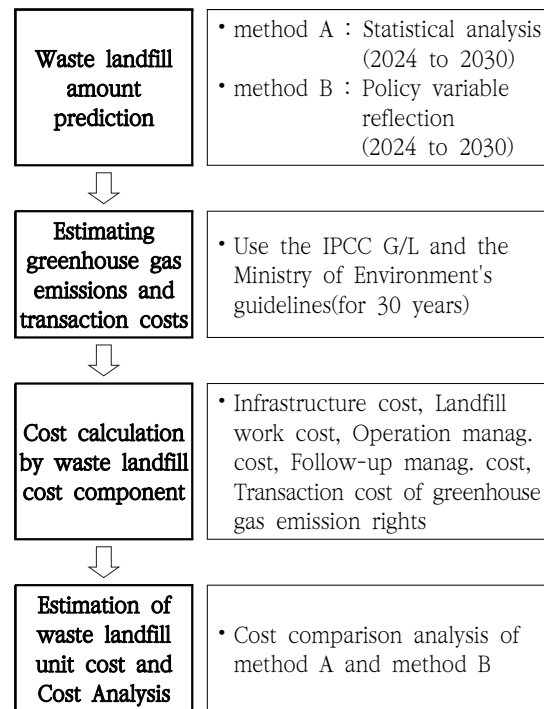 Waste landfill
amount
prediction
• method A : Statistical analysis
(2024 to 2030)
• method B : Policy variable
reflection
(2024 to 2030)
Estimating
greenhouse gas
emissions and
transaction costs
• Use the IPCC G/L and the
Ministry of Environment's
guidelines(for 30 years)
Cost calculation
by waste landfill
cost component
• Infrastructure cost, Landfill
work cost, Operation manag.
cost, Follow-up manag. cost,
Transaction cost of greenhouse
gas emission rights
Estimation of
waste landfill
unit cost and
Cost Analysis
• Cost comparison analysis of
method A and method B